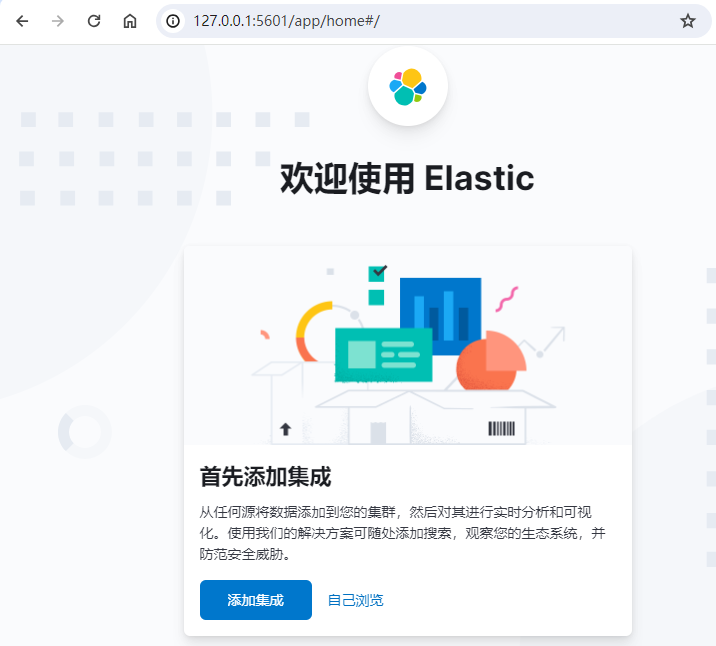 127.0.0.1:5601/app/home#/
欢迎使用 Elastic
首先添加集成
从任何源将数据添加到您的集群，然后对其进行实时分析和可视
化。使用我们的解决方案可随处添加搜索，观察您的生态系统，并
防范安全威胁。
添加集成 自己浏览